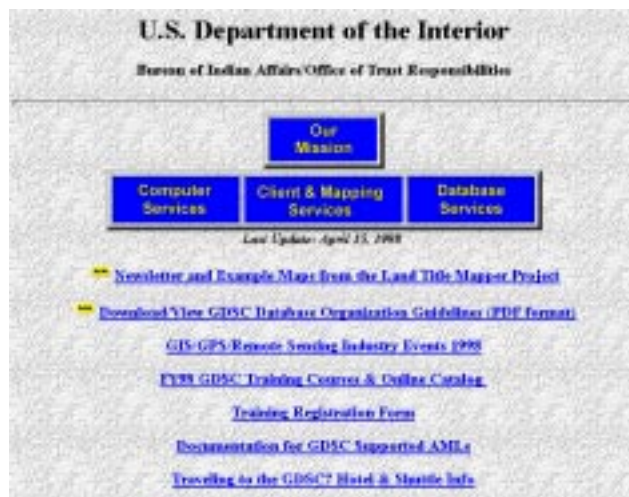 U.S. Department of the Interior
Bureau of Indian Affairs/Office of Trust Responsibilities
Our
Mission
Computer
Services
Client & Mapping
Services
Database
Services
Last Update: April 15, 1998
Newsletter and Example Maps from the Land Title Mapper Project
Download/View GDSC Database Organization Guidelines (PDF format)
GIS/GPS/Remote Sensing Industry Events 1998
FY98 GDSC Training Courses & Online Catalog
Training Registration Form
Documentation for GDSC Supported AMLs
Traveling to the GDSC? Hotel & Shuttle Info